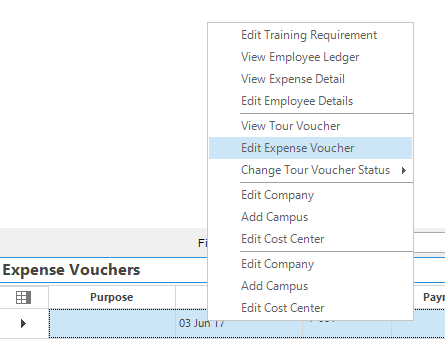 Edit Training Requirement
View Employee Ledger
View Expense Detail
Edit Employee Details
View Tour Voucher
Edit Expense Voucher
Change Tour Voucher Status
Edit Company
Add Campus
Edit Cost Center
Edit Company
Add Campus
Edit Cost Center
Fi
Expense Vouchers
Purpose
Payn
03 Jun 17